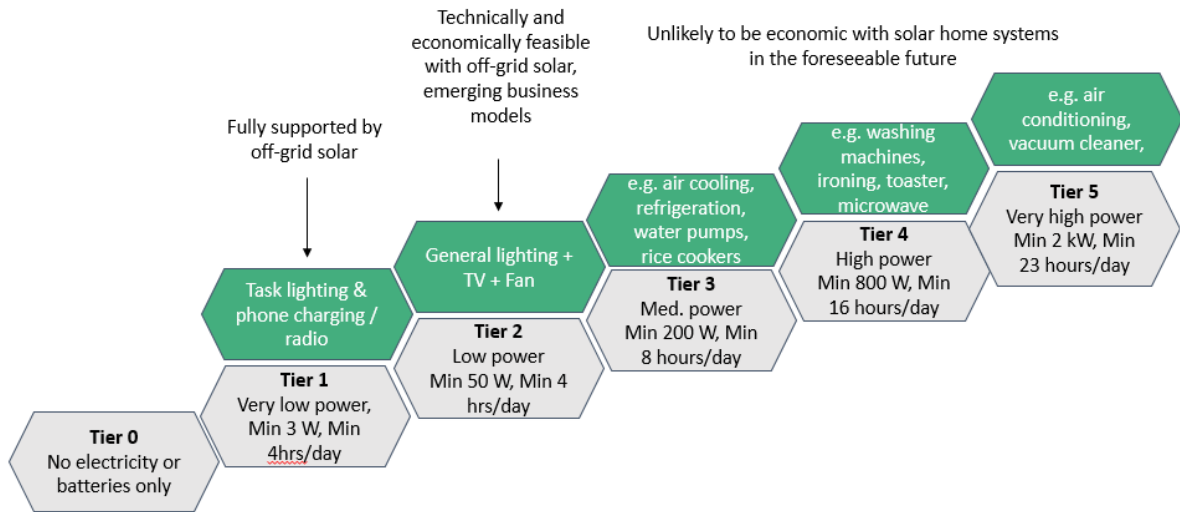 Technically and
economically feasible
with off-grid solar,
emerging business
models
Unlikely to be economic with solar home systems
in the foreseeable future
Fully supported by
off-grid solar
Tier 0
No electricity or
batteries only
Task lighting &
phone charging /
radio
Tier 1
Very low power,
Min 3 W, Min
4hrs/day
General lighting +
TV + Fan
Tier 2
Low power
Min 50 W, Min 4
hrs/day
e.g. air cooling,
refrigeration,
water pumps,
rice cookers
Tier 3
Med. power
Min 200 W, Min
8 hours/day
e.g. washing
machines,
ironing, toaster,
microwave
Tier 4
High power
Min 800 W, Min
16 hours/day
e.g. air
conditioning,
vacuum cleaner,
Tier 5
Very high power
Min 2 kW, Min
23 hours/day